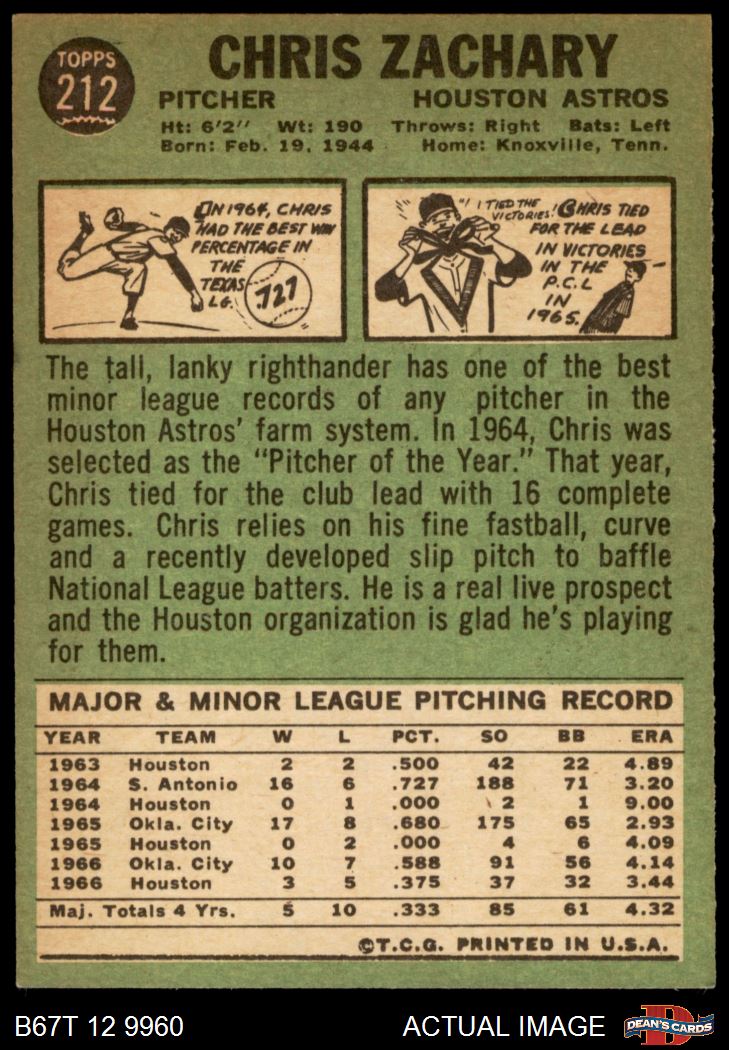 TOPPS
212
CHRIS ZACHARY
PITCHER HOUSTON ASTROS
Ht: 6'2" Wt: 190 Throws: Right Bats: Left
Born: Feb. 19, 1944 Home: Knoxville, Tenn.
IN 1964, CHRIS
HAD THE BEST WIN
PERCENTAGE IN
THE
TEXAS
LG.
.727
"I TIED THE
VICTORIES!
CHRIS TIED
FOR THE LEAD
IN VICTORIES
IN THE
P.C.L
IN
1965.
The tall, lanky righthander has one of the best
minor league records of any pitcher in the
Houston Astros' farm system. In 1964, Chris was
selected as the "Pitcher of the Year." That year,
Chris tied for the club lead with 16 complete
games. Chris relies on his fine fastball, curve
and a recently developed slip pitch to baffle
National League batters. He is a real live prospect
and the Houston organization is glad he's playing
for them.
MAJOR & MINOR LEAGUE PITCHING RECORD
YEAR TEAM W L PCT. SO BB ERA
1963 Houston 2 2 .500 42 22 4.89
1964 S. Antonio 16 6 .727 188 71 3.20
1964 Houston 0 1 .000 2 1 9.00
1965 Okla. City 17 8 .680 175 65 2.93
1965 Houston 0 2 .000 4 6 4.09
1966 Okla. City 10 7 .588 91 56 4.14
1966 Houston 3 5 .375 37 32 3.44
Maj. Totals 4 Yrs. 5 10 .333 85 61 4.32
©T.C.G. PRINTED IN U.S.A.
B67T 12 9960 ACTUAL IMAGE
DEAN'S CARDS